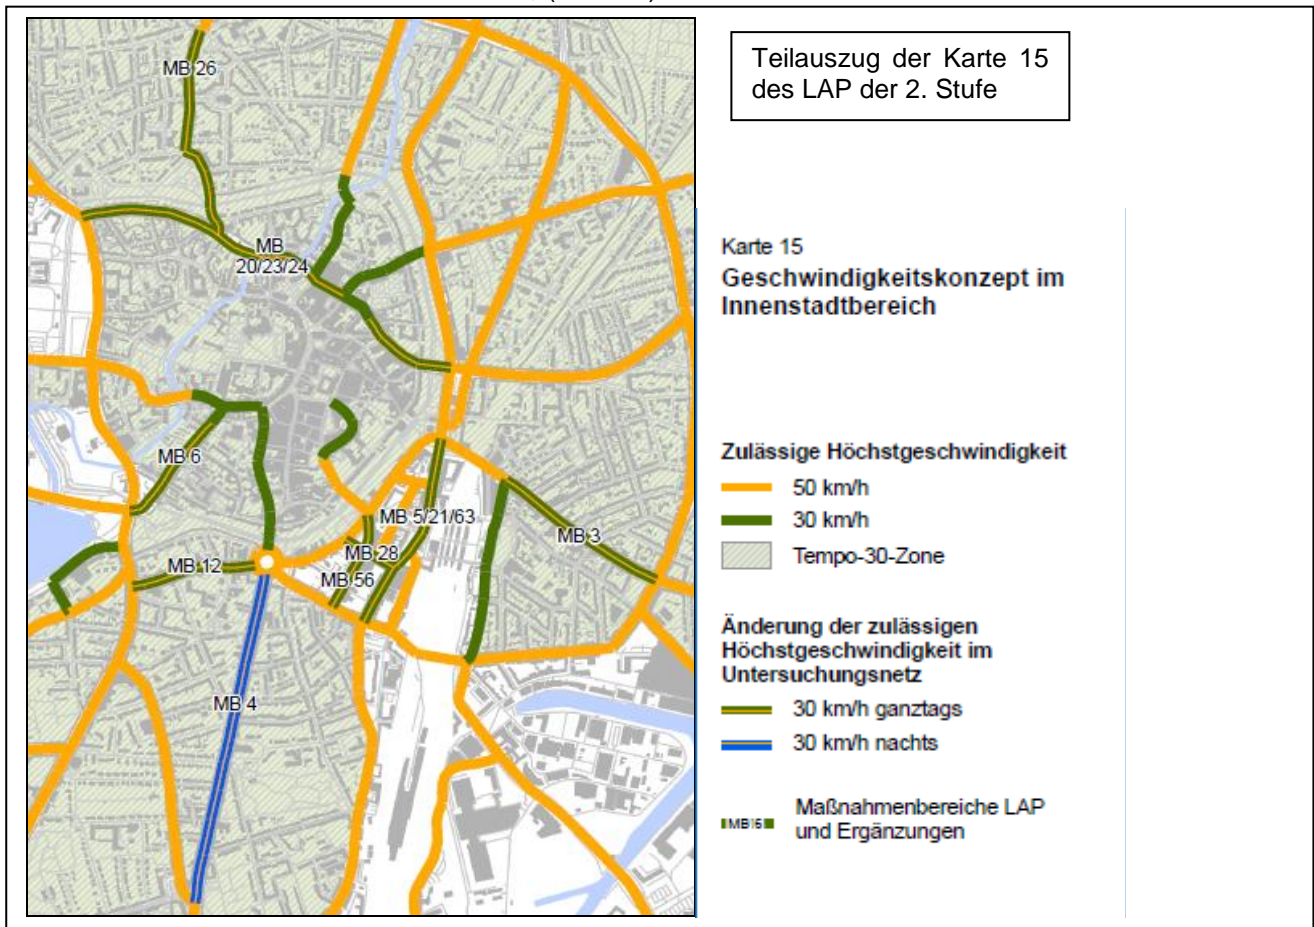 Teilauszug der Karte 15
des LAP der 2. Stufe
MB 26
MB
20/23/24
MB 6
MB 5/21/63
MB 28
MB 3
MB 12
MB 56
MB 4
Karte 15
Geschwindigkeitskonzept im
Innenstadtbereich
Zulässige Höchstgeschwindigkeit
50 km/h
30 km/h
Tempo-30-Zone
Änderung der zulässigen
Höchstgeschwindigkeit im
Untersuchungsnetz
30 km/h ganztags
30 km/h nachts
MB 6
Maßnahmenbereiche LAP
und Ergänzungen